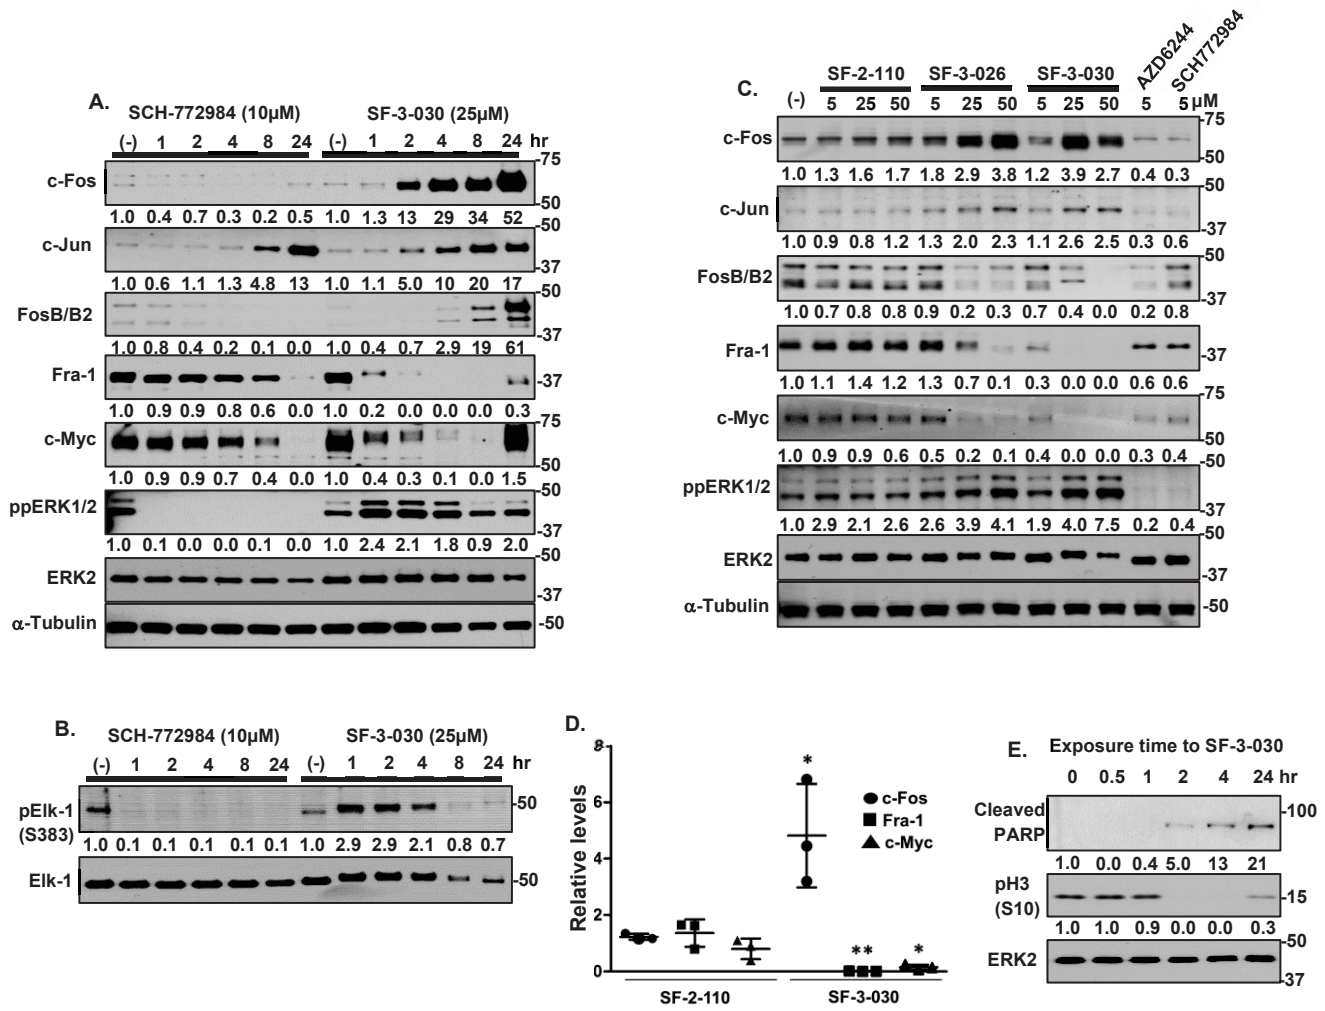 A.
SCH-772984 (10µM) SF-3-030 (25µM)
(-) 1 2 4 8 24 (-) 1 2 4 8 24 hr
-75
c-Fos
-50
1.0 0.4 0.7 0.3 0.2 0.5 1.0 1.3 13 29 34 52
-50
c-Jun
-37
1.0 0.6 1.1 1.3 4.8 13 1.0 1.1 5.0 10 20 17
-50
FosB/B2
-37
1.0 0.8 0.4 0.2 0.1 0.0 1.0 0.4 0.7 2.9 19 61
Fra-1
-37
1.0 0.9 0.9 0.8 0.6 0.0 1.0 0.2 0.0 0.0 0.0 0.3
-75
c-Myc
-50
1.0 0.9 0.9 0.7 0.4 0.0 1.0 0.4 0.3 0.1 0.0 1.5
-50
ppERK1/2
-37
1.0 0.1 0.0 0.0 0.1 0.0 1.0 2.4 2.1 1.8 0.9 2.0
-50
ERK2
-37
α-Tubulin -50
B.
SCH-772984 (10µM) SF-3-030 (25µM)
(-) 1 2 4 8 24 (-) 1 2 4 8 24 hr
pElk-1 -50
(S383)
1.0 0.1 0.1 0.1 0.1 0.1 1.0 2.9 2.9 2.1 0.8 0.7
Elk-1 -50
C.
SF-2-110 SF-3-026 SF-3-030 AZD6244 SCH772984
(-) 5 25 50 5 25 50 5 25 50 5 5 µM
-75
c-Fos
-50
1.0 1.3 1.6 1.7 1.8 2.9 3.8 1.2 3.9 2.7 0.4 0.3
-50
c-Jun
-37
1.0 0.9 0.8 1.2 1.3 2.0 2.3 1.1 2.6 2.5 0.3 0.6
-50
FosB/B2
-37
1.0 0.7 0.8 0.8 0.9 0.2 0.3 0.7 0.4 0.0 0.2 0.8
Fra-1 -37
1.0 1.1 1.4 1.2 1.3 0.7 0.1 0.3 0.0 0.0 0.6 0.6
-75
c-Myc
-50
1.0 0.9 0.9 0.6 0.5 0.2 0.1 0.4 0.0 0.0 0.3 0.4
-50
ppERK1/2
-37
1.0 2.9 2.1 2.6 2.6 3.9 4.1 1.9 4.0 7.5 0.2 0.4
-50
ERK2
-37
α-Tubulin -50
D.
Relative levels
8
6
4
2
0
*
** *
c-Fos
Fra-1
c-Myc
SF-2-110 SF-3-030
E.
Exposure time to SF-3-030
0 0.5 1 2 4 24 hr
Cleaved -100
PARP
1.0 0.0 0.4 5.0 13 21
pH3 -15
(S10)
1.0 1.0 0.9 0.0 0.0 0.3
-50
ERK2
-37